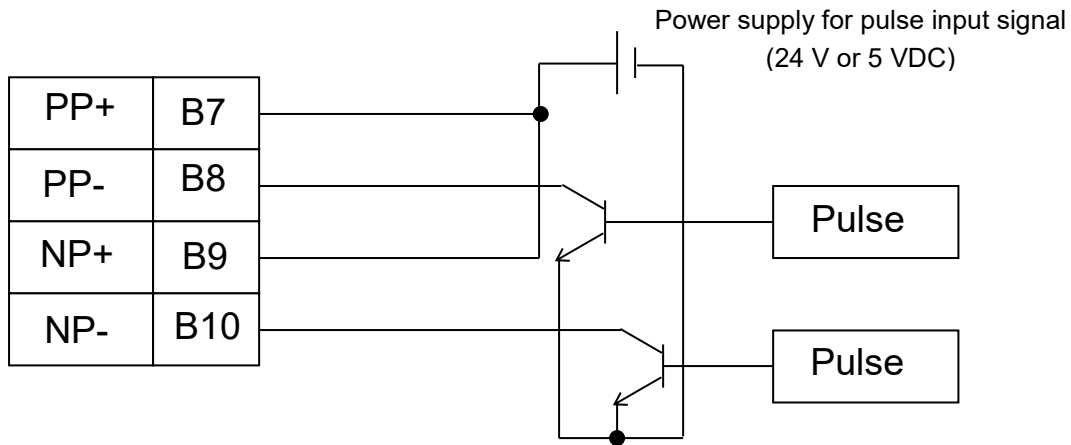 Power supply for pulse input signal
(24 V or 5 VDC)
PP+ B7
PP- B8
NP+ B9
NP- B10
Pulse
Pulse